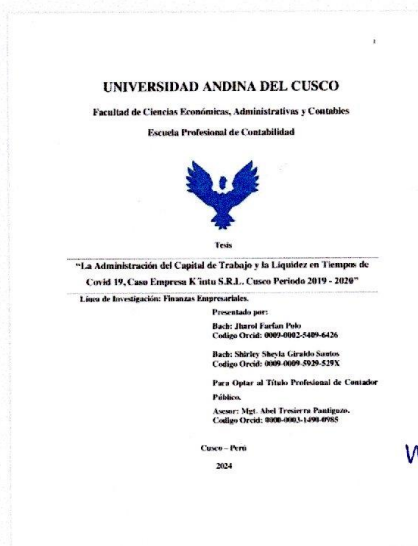 UNIVERSIDAD ANDINA DEL CUSCO
Facultad de Ciencias Económicas, Administrativas y Contables
Escuela Profesional de Contabilidad
Tesis
"La Administración del Capital de Trabajo y la Liquidez en Tiempos de
Covid 19, Caso Empresa K´intu S.R.L. Cusco Periodo 2019 - 2020"
Línea de Investigación: Finanzas Empresariales.
Presentado por:
Bach: Jharol Farfan Polo
Codigo Orcid: 0009-0002-5409-6426
Bach: Shirley Sheyla Giraldo Santos
Codigo Orcid: 0009-0009-5929-529X
Para Optar al Título Profesional de Contador
Público.
Asesor: Mgt. Abel Tresierra Pantigozo.
Codigo Orcid: 0000-0003-1490-0985
Cusco – Perú
2024